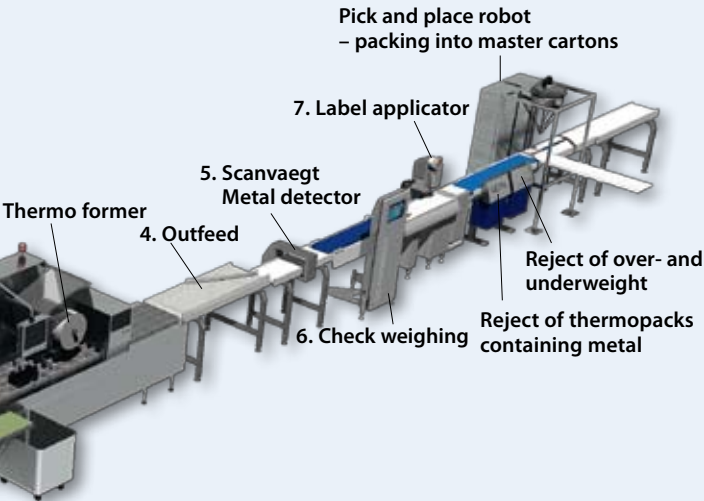 Pick and place robot
– packing into master cartons
7. Label applicator
5. Scanvaegt
Metal detector
Thermo former
4. Outfeed
Reject of over- and
underweight
Reject of thermopacks
containing metal
6. Check weighing